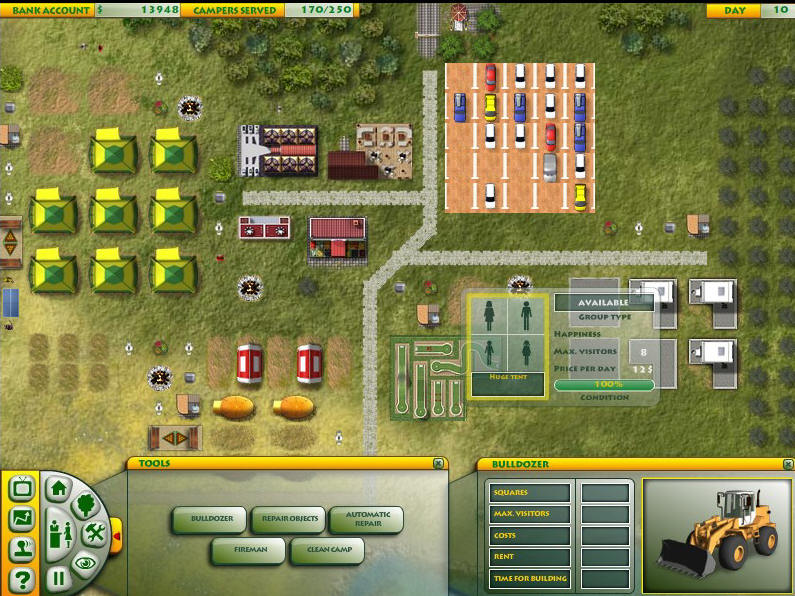 BANK ACCOUNT $ 13948 CAMPERS SERVED 170/250 DAY 10
AVAILABLE
GROUP TYPE
HAPPINESS
MAX. VISITORS 8
PRICE PER DAY 12 $
100%
CONDITION
HUGE TENT
TOOLS
BULLDOZER
REPAIR OBJECTS
AUTOMATIC
REPAIR
FIREMAN
CLEAN CAMP
?
BULLDOZER
SQUARES
MAX. VISITORS
COSTS
RENT
TIME FOR BUILDING